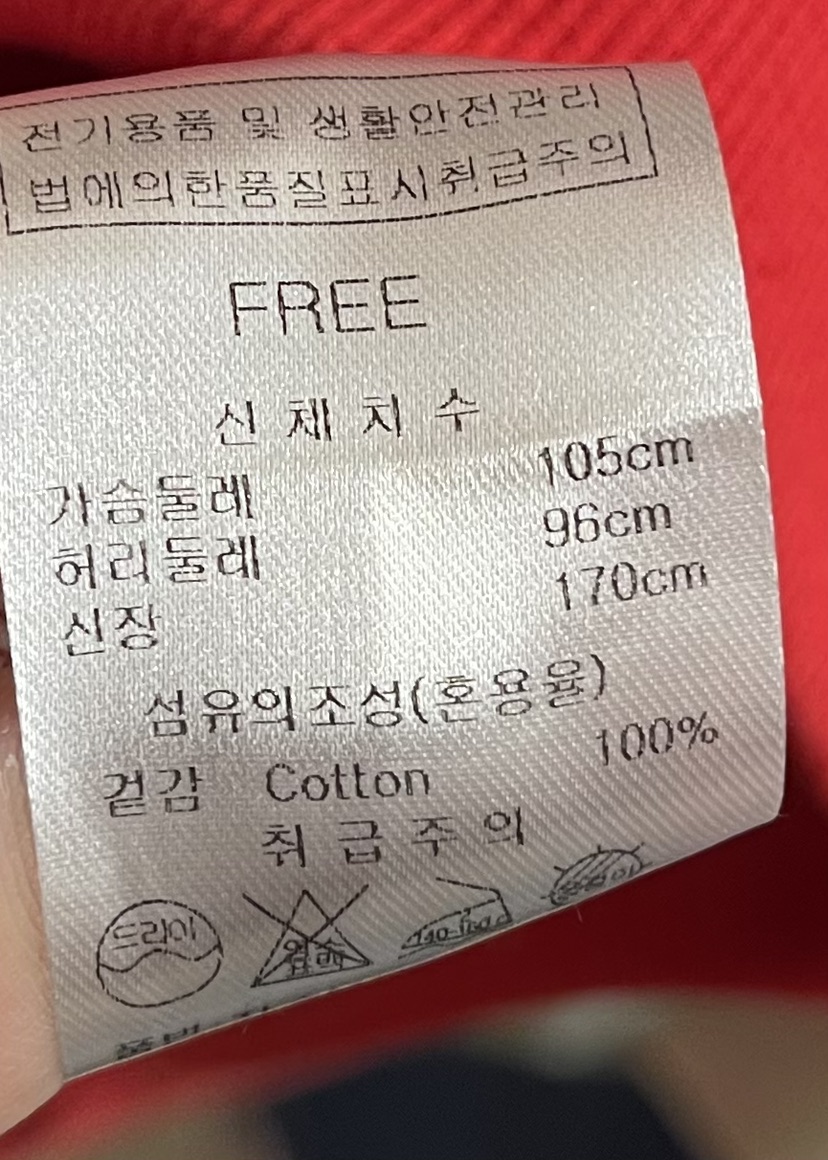 전기용품 및 생활안전관리
법에의한품질표시취급주의
FREE
신 체 치 수
가슴둘레 105cm
허리둘레 96cm
신장 170cm
섬유의조성(혼용율)
겉감 Cotton 100%
취 급 주 의
드라이
염소